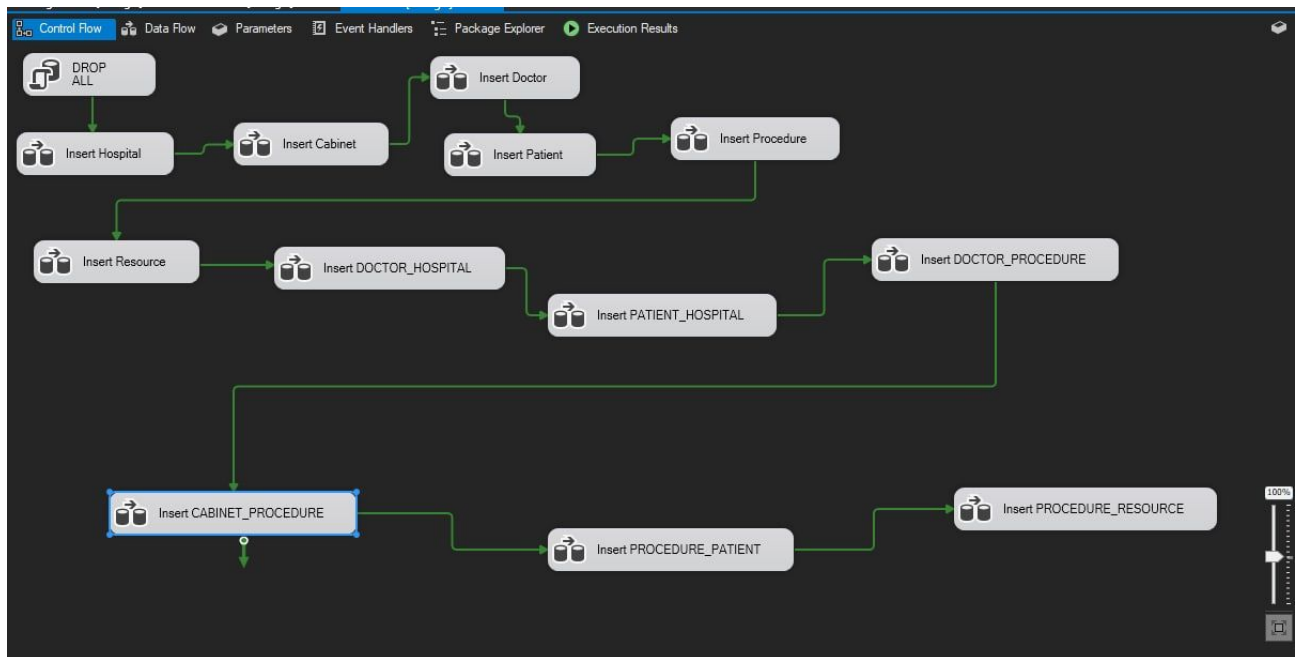 Control Flow
Data Flow
Parameters
Event Handlers
Package Explorer
Execution Results
DROP
ALL
Insert Doctor
Insert Hospital
Insert Cabinet
Insert Patient
Insert Procedure
Insert Resource
Insert DOCTOR_HOSPITAL
Insert DOCTOR_PROCEDURE
Insert PATIENT_HOSPITAL
Insert CABINET_PROCEDURE
Insert PROCEDURE_PATIENT
Insert PROCEDURE_RESOURCE
100%